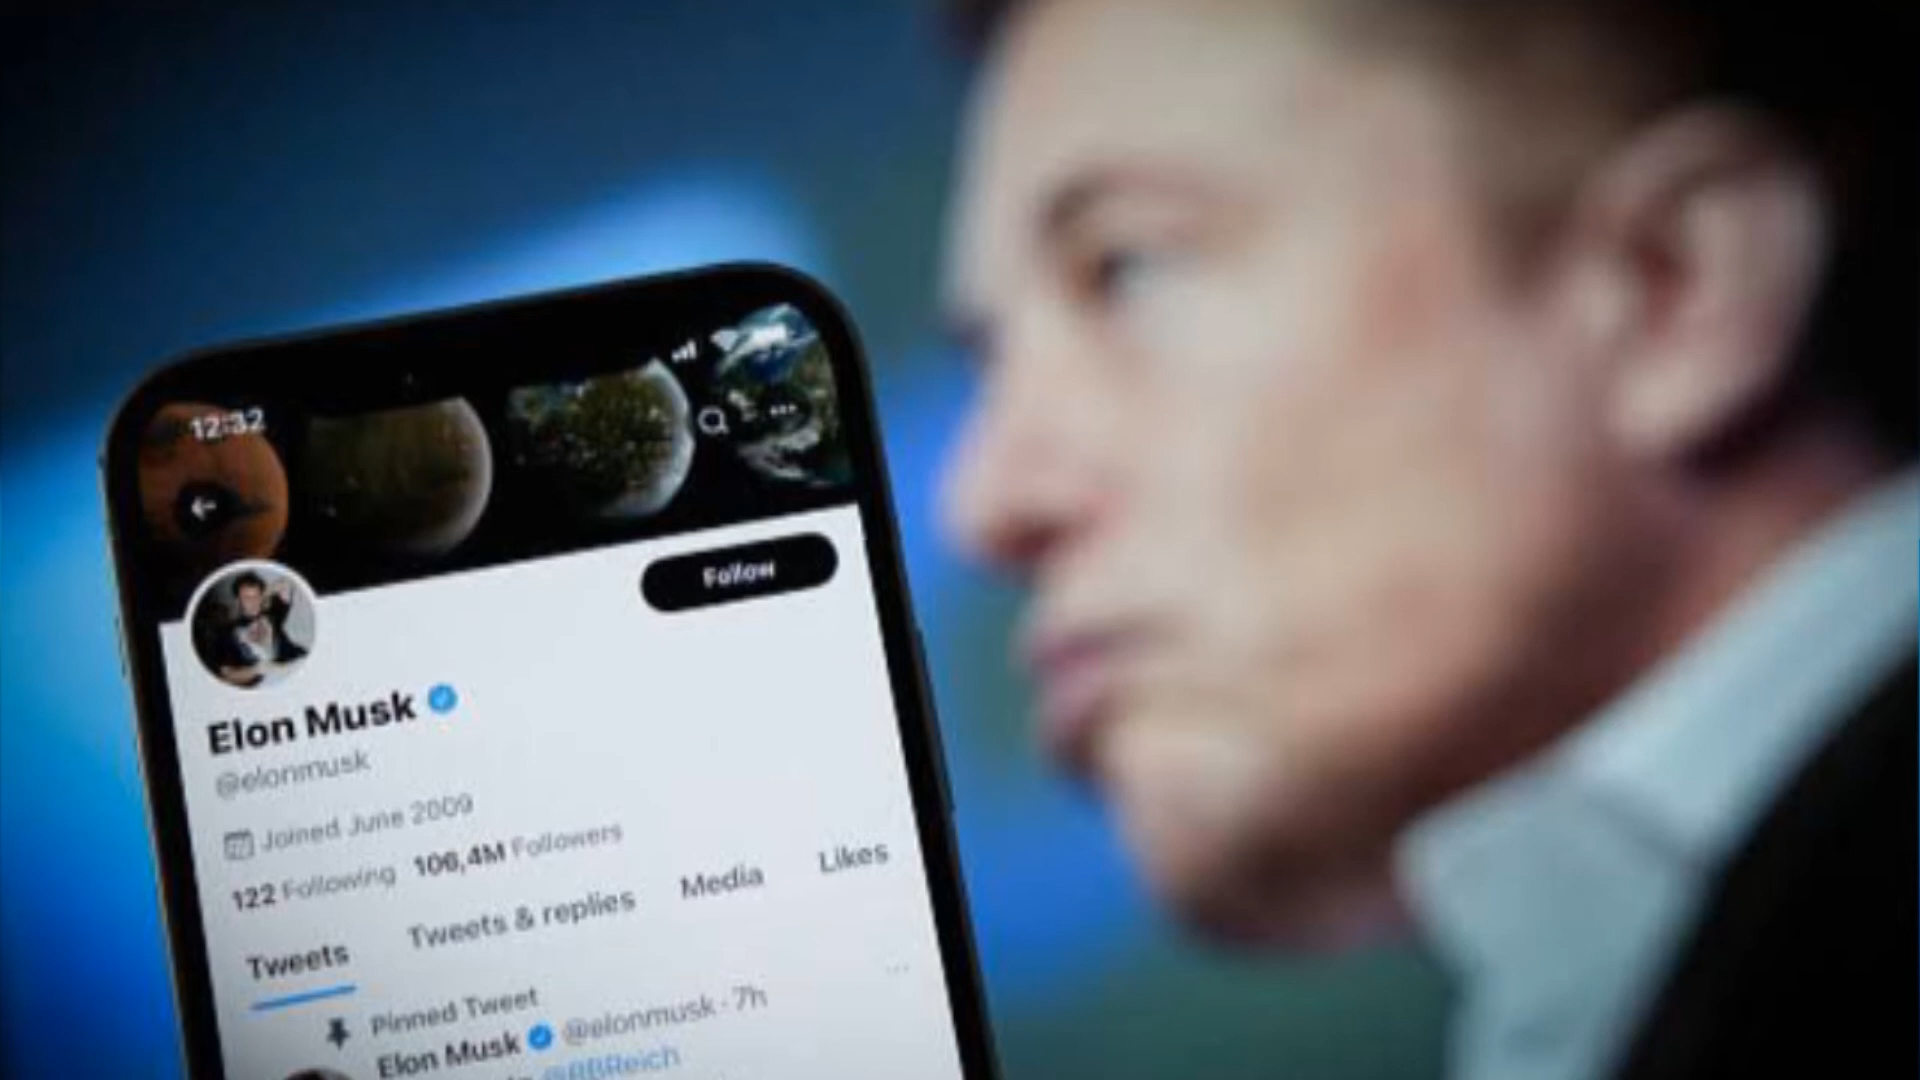 12:32
Follow
Elon Musk
@elonmusk
Joined June 2009
122 Following 106,4M Followers
Tweets Tweets & replies Media Likes
Pinned Tweet
Elon Musk @elonmusk · 7h
@RBReich